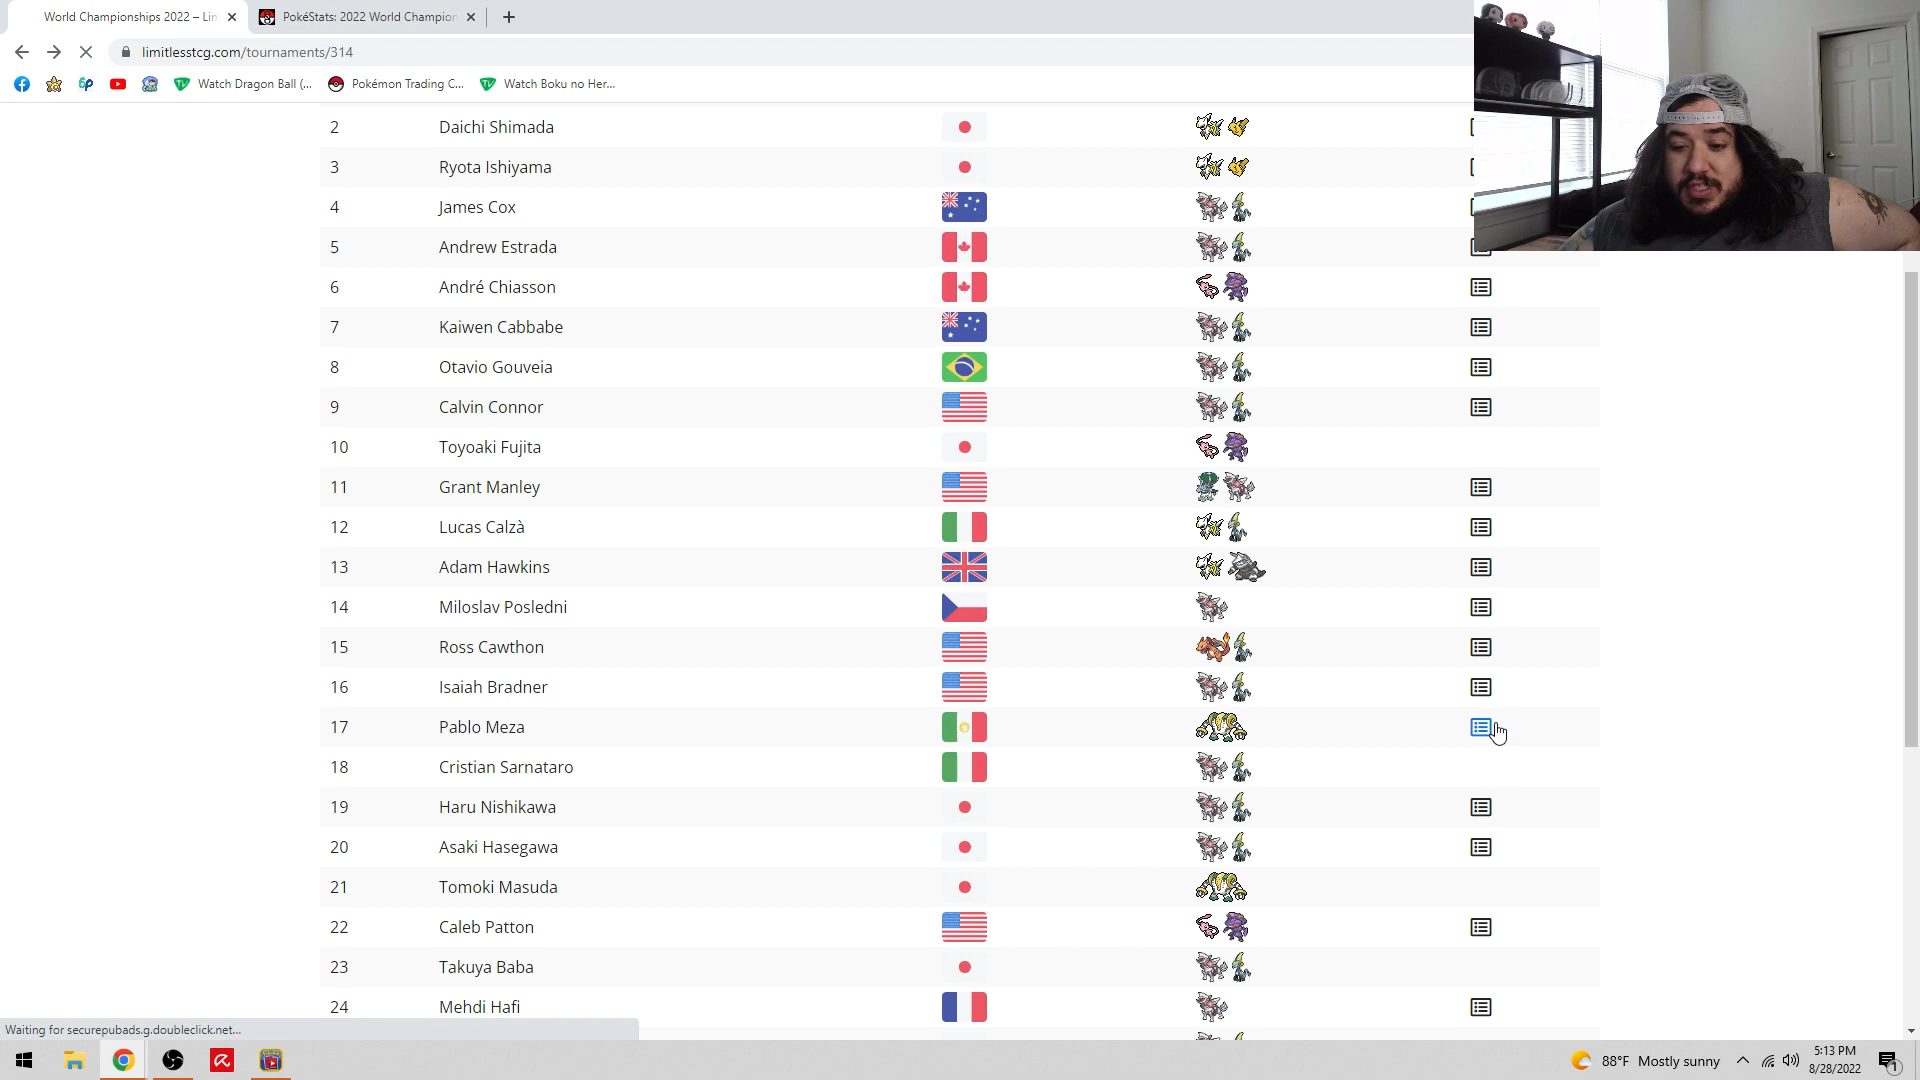 World Championships 2022 – Lin
PokéStats: 2022 World Champion
limitlesstcg.com/tournaments/314
Watch Dragon Ball (...
Pokémon Trading C...
Watch Boku no Her...
2 Daichi Shimada
3 Ryota Ishiyama
4 James Cox
5 Andrew Estrada
6 André Chiasson
7 Kaiwen Cabbabe
8 Otavio Gouveia
9 Calvin Connor
10 Toyoaki Fujita
11 Grant Manley
12 Lucas Calzà
13 Adam Hawkins
14 Miloslav Posledni
15 Ross Cawthon
16 Isaiah Bradner
17 Pablo Meza
18 Cristian Sarnataro
19 Haru Nishikawa
20 Asaki Hasegawa
21 Tomoki Masuda
22 Caleb Patton
23 Takuya Baba
24 Mehdi Hafi
Waiting for securepubads.g.doubleclick.net...
88°F Mostly sunny
5:13 PM
8/28/2022
1